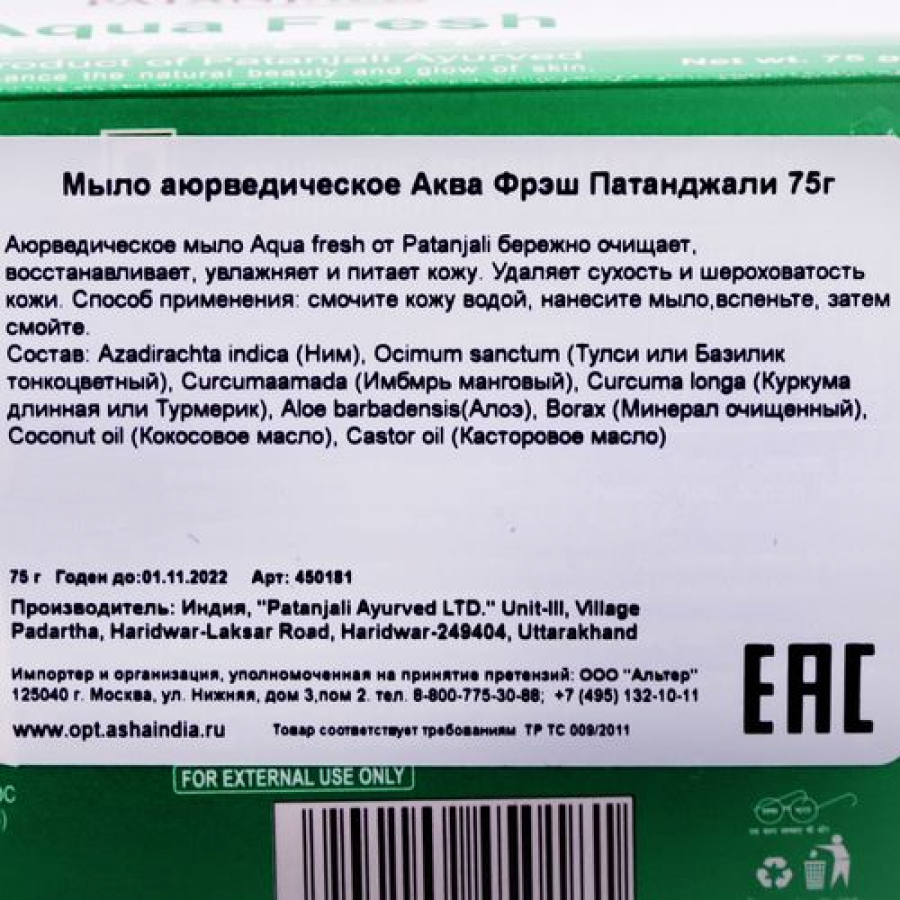 Aqua Fresh
Product of Patanjali Ayurved
Net wt. 75 g
ance the natural beauty and glow of skin.
Мыло аюрведическое Аква Фрэш Патанджали 75г
Аюрведическое мыло Aqua fresh от Patanjali бережно очищает,
восстанавливает, увлажняет и питает кожу. Удаляет сухость и шероховатость
кожи. Способ применения: смочите кожу водой, нанесите мыло,вспеньте, затем
смойте.
Состав: Azadirachta indica (Ним), Ocimum sanctum (Тулси или Базилик
тонкоцветный), Curcumaamada (Имбмрь манговый), Curcuma longa (Куркума
длинная или Турмерик), Aloe barbadensis(Алоэ), Borax (Минерал очищенный),
Coconut oil (Кокосовое масло), Castor oil (Касторовое масло)
75 г Годен до:01.11.2022 Арт: 450181
Производитель: Индия, "Patanjali Ayurved LTD." Unit-III, Village
Padartha, Haridwar-Laksar Road, Haridwar-249404, Uttarakhand
Импортер и организация, уполномоченная на принятие претензий: ООО "Альтер"
125040 г. Москва, ул. Нижняя, дом 3,пом 2. тел. 8-800-775-30-88; +7 (495) 132-10-11
www.opt.ashaindia.ru Товар соответствует требованиям ТР ТС 009/2011
EAC
FOR EXTERNAL USE ONLY